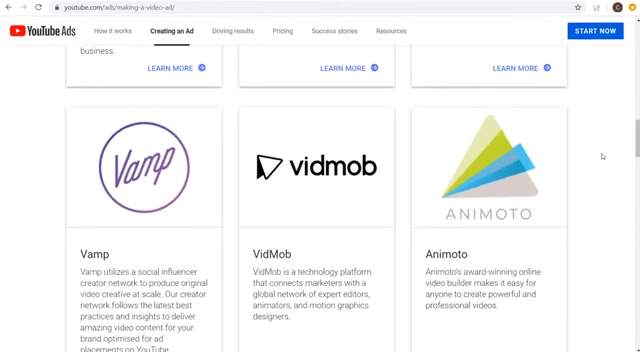 youtube.com/ads/making-a-video-ad/
C
YouTube Ads
How it works
Creating an Ad
Driving results
Pricing
Success stories
Resources
START NOW
business.
LEARN MORE
LEARN MORE
LEARN MORE
Vamp
vidmob
ANIMOTO
Vamp
Vamp utilizes a social influencer
creator network to produce original
video creative at scale. Our creator
network follows the latest best
practices and insights to deliver
amazing video content for your
brand optimised for ad
placements on YouTube.
VidMob
VidMob is a technology platform
that connects marketers with a
global network of expert editors,
animators, and motion graphics
designers.
Animoto
Animoto's award-winning online
video builder makes it easy for
anyone to create powerful and
professional videos.